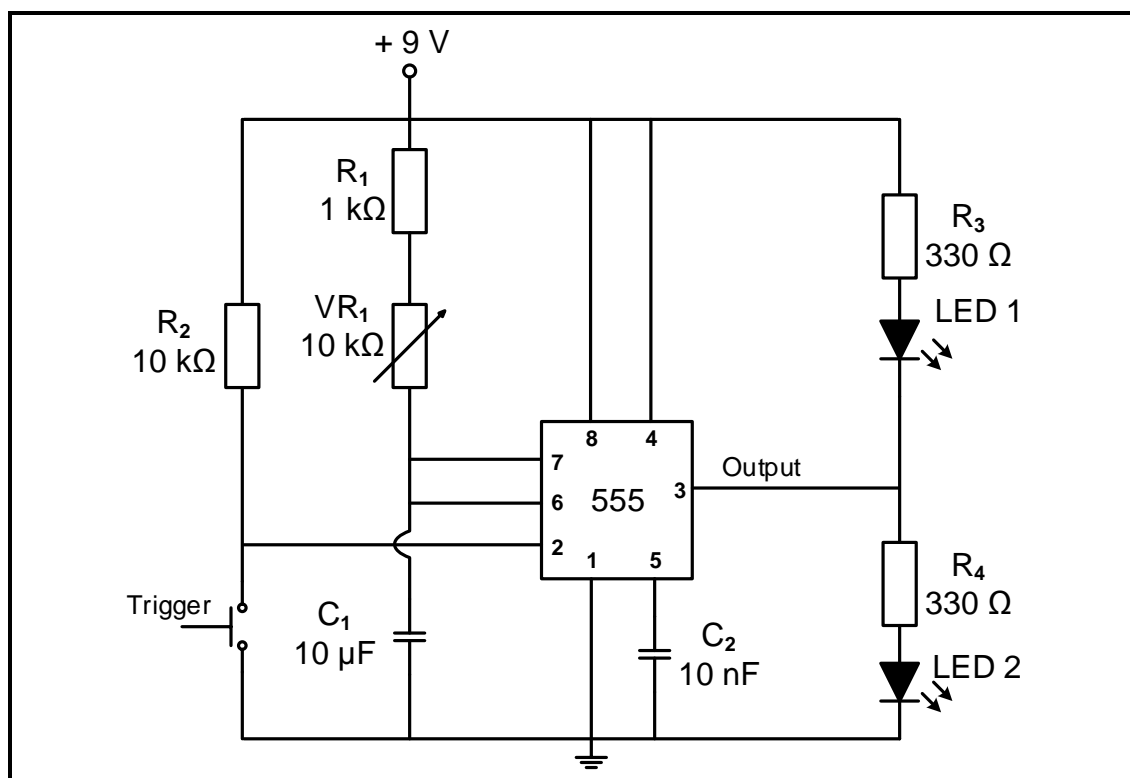 + 9 V
R1
1 kΩ
R3
330 Ω
VR1
10 kΩ
R2
10 kΩ
LED 1
8 4
7
Output
6 555 3
2
1 5
R4
330 Ω
Trigger
C1
10 µF
C2
10 nF
LED 2